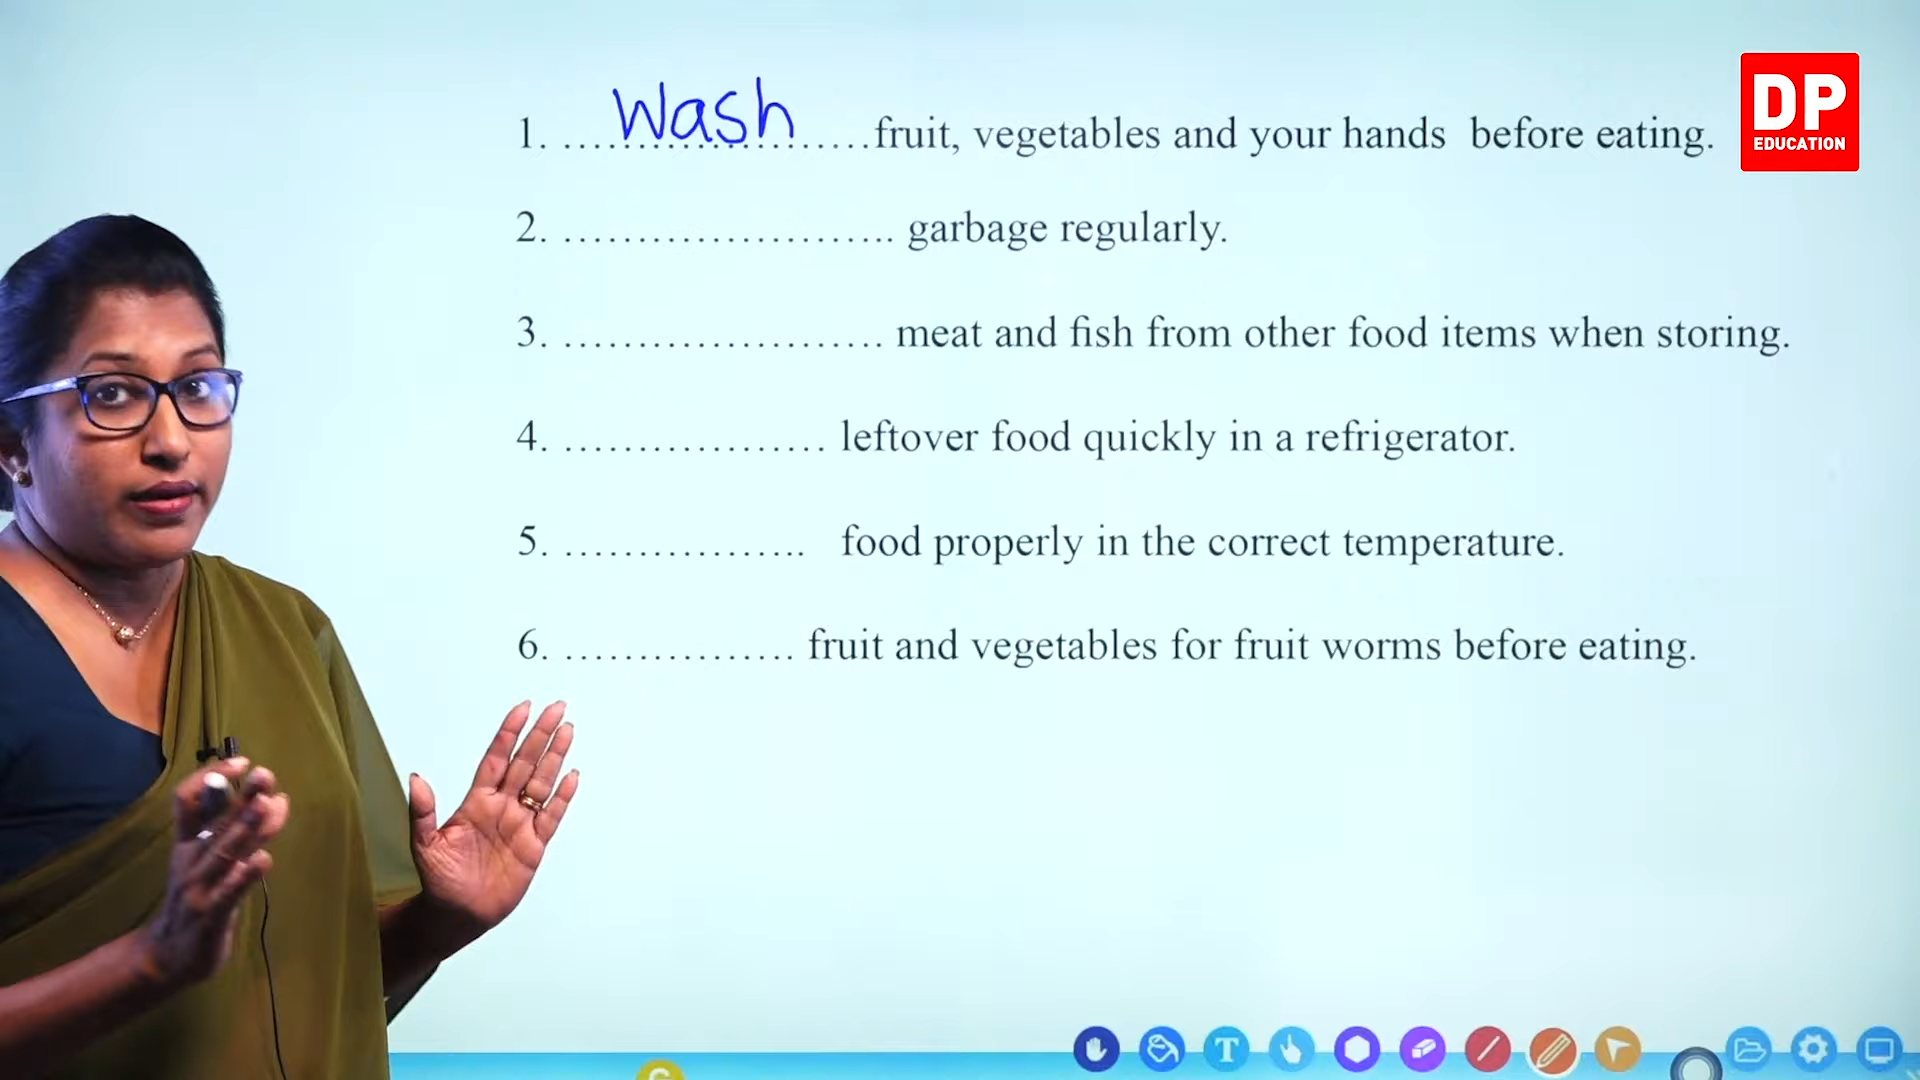 DP
EDUCATION
1. ...Wash...fruit, vegetables and your hands before eating.
2. ........................ garbage regularly.
3. ........................ meat and fish from other food items when storing.
4. .................... leftover food quickly in a refrigerator.
5. .................. food properly in the correct temperature.
6. ................. fruit and vegetables for fruit worms before eating.
T